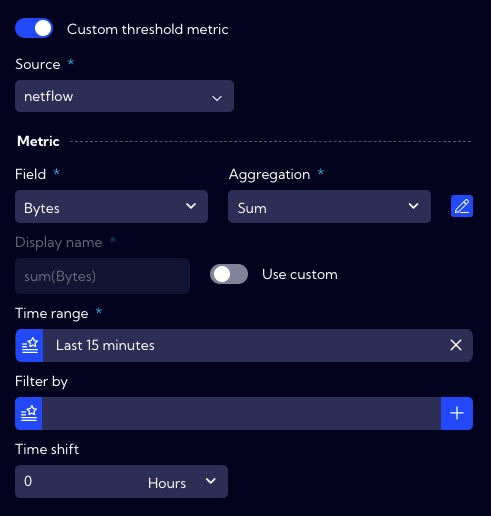 Custom threshold metric
Source *
netflow
Metric
Field * Aggregation *
Bytes Sum
Display name *
sum(Bytes) Use custom
Time range *
Last 15 minutes
Filter by
Time shift
0 Hours